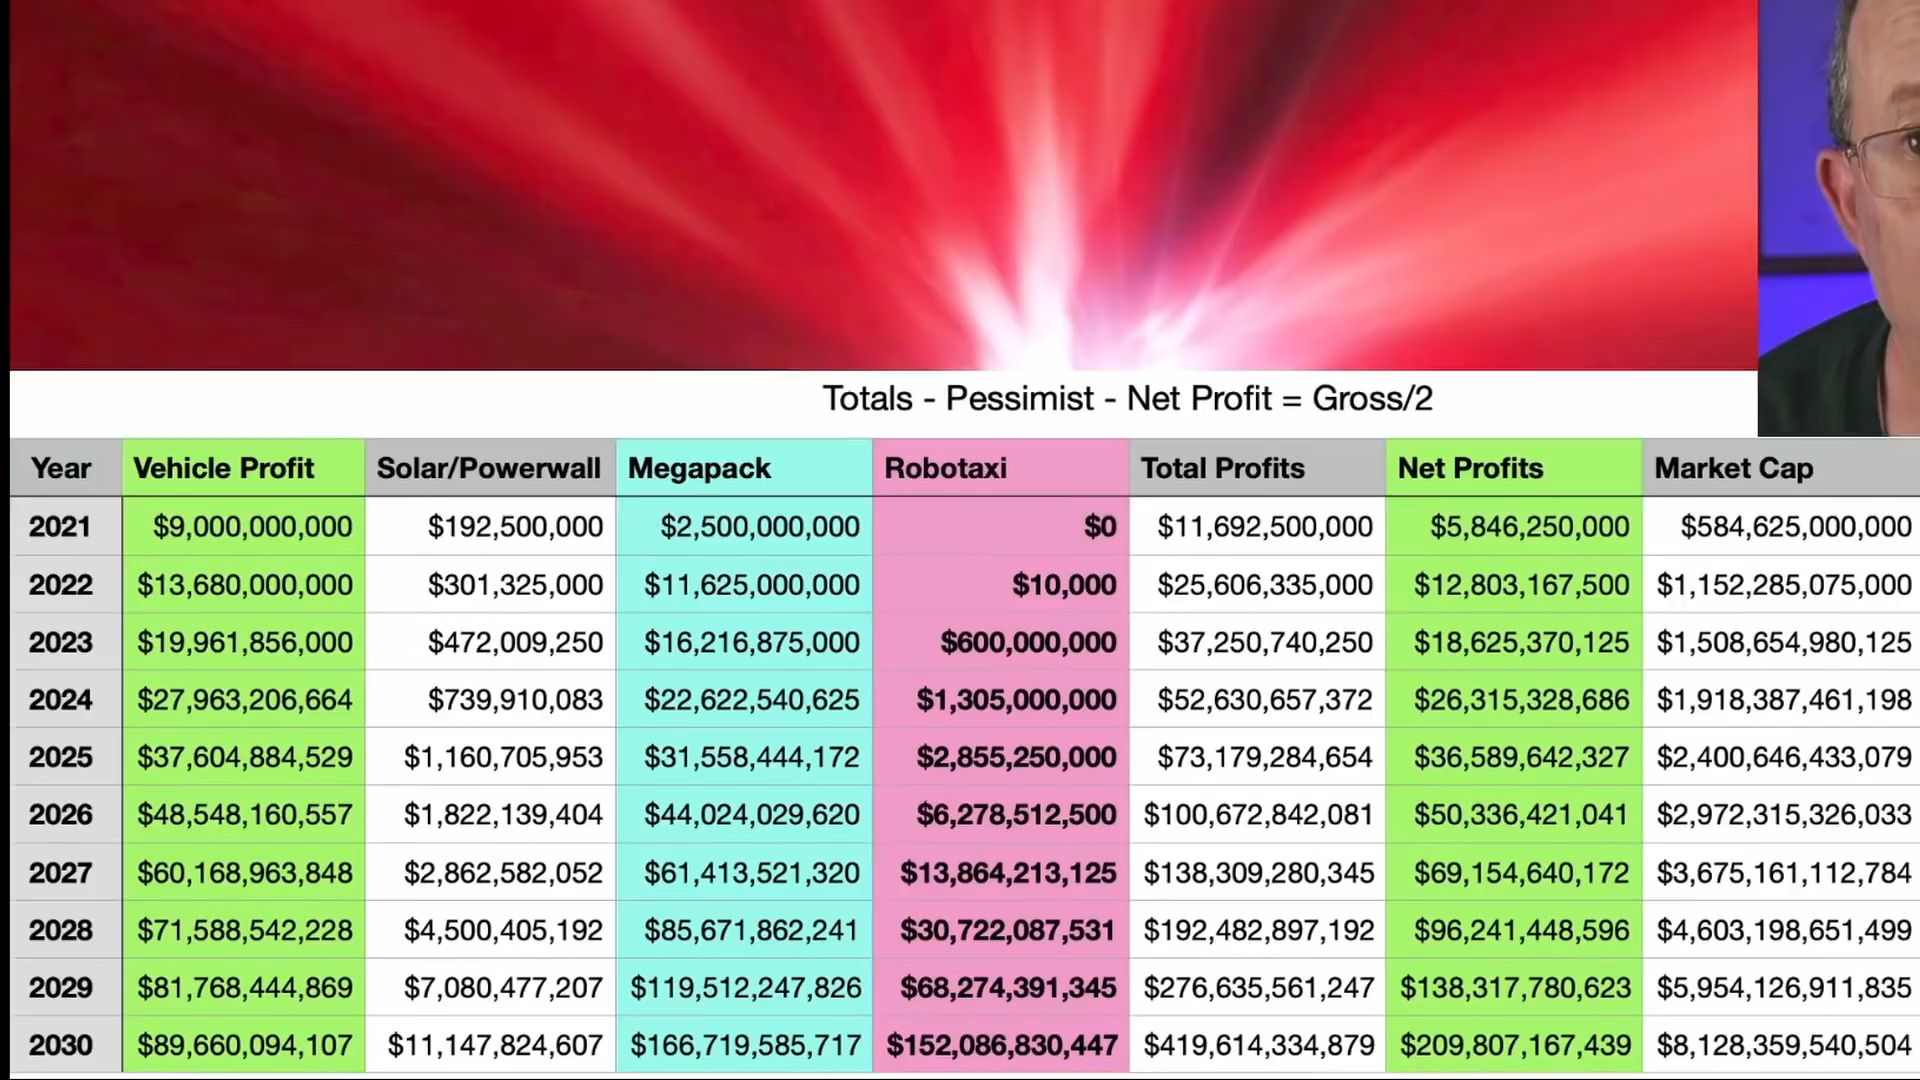 Totals - Pessimist - Net Profit = Gross/2
Year Vehicle Profit Solar/Powerwall Megapack Robotaxi Total Profits Net Profits Market Cap
2021 $9,000,000,000 $192,500,000 $2,500,000,000 $0 $11,692,500,000 $5,846,250,000 $584,625,000,000
2022 $13,680,000,000 $301,325,000 $11,625,000,000 $10,000 $25,606,335,000 $12,803,167,500 $1,152,285,075,000
2023 $19,961,856,000 $472,009,250 $16,216,875,000 $600,000,000 $37,250,740,250 $18,625,370,125 $1,508,654,980,125
2024 $27,963,206,664 $739,910,083 $22,622,540,625 $1,305,000,000 $52,630,657,372 $26,315,328,686 $1,918,387,461,198
2025 $37,604,884,529 $1,160,705,953 $31,558,444,172 $2,855,250,000 $73,179,284,654 $36,589,642,327 $2,400,646,433,079
2026 $48,548,160,557 $1,822,139,404 $44,024,029,620 $6,278,512,500 $100,672,842,081 $50,336,421,041 $2,972,315,326,033
2027 $60,168,963,848 $2,862,582,052 $61,413,521,320 $13,864,213,125 $138,309,280,345 $69,154,640,172 $3,675,161,112,784
2028 $71,588,542,228 $4,500,405,192 $85,671,862,241 $30,722,087,531 $192,482,897,192 $96,241,448,596 $4,603,198,651,499
2029 $81,768,444,869 $7,080,477,207 $119,512,247,826 $68,274,391,345 $276,635,561,247 $138,317,780,623 $5,954,126,911,835
2030 $89,660,094,107 $11,147,824,607 $166,719,585,717 $152,086,830,447 $419,614,334,879 $209,807,167,439 $8,128,359,540,504